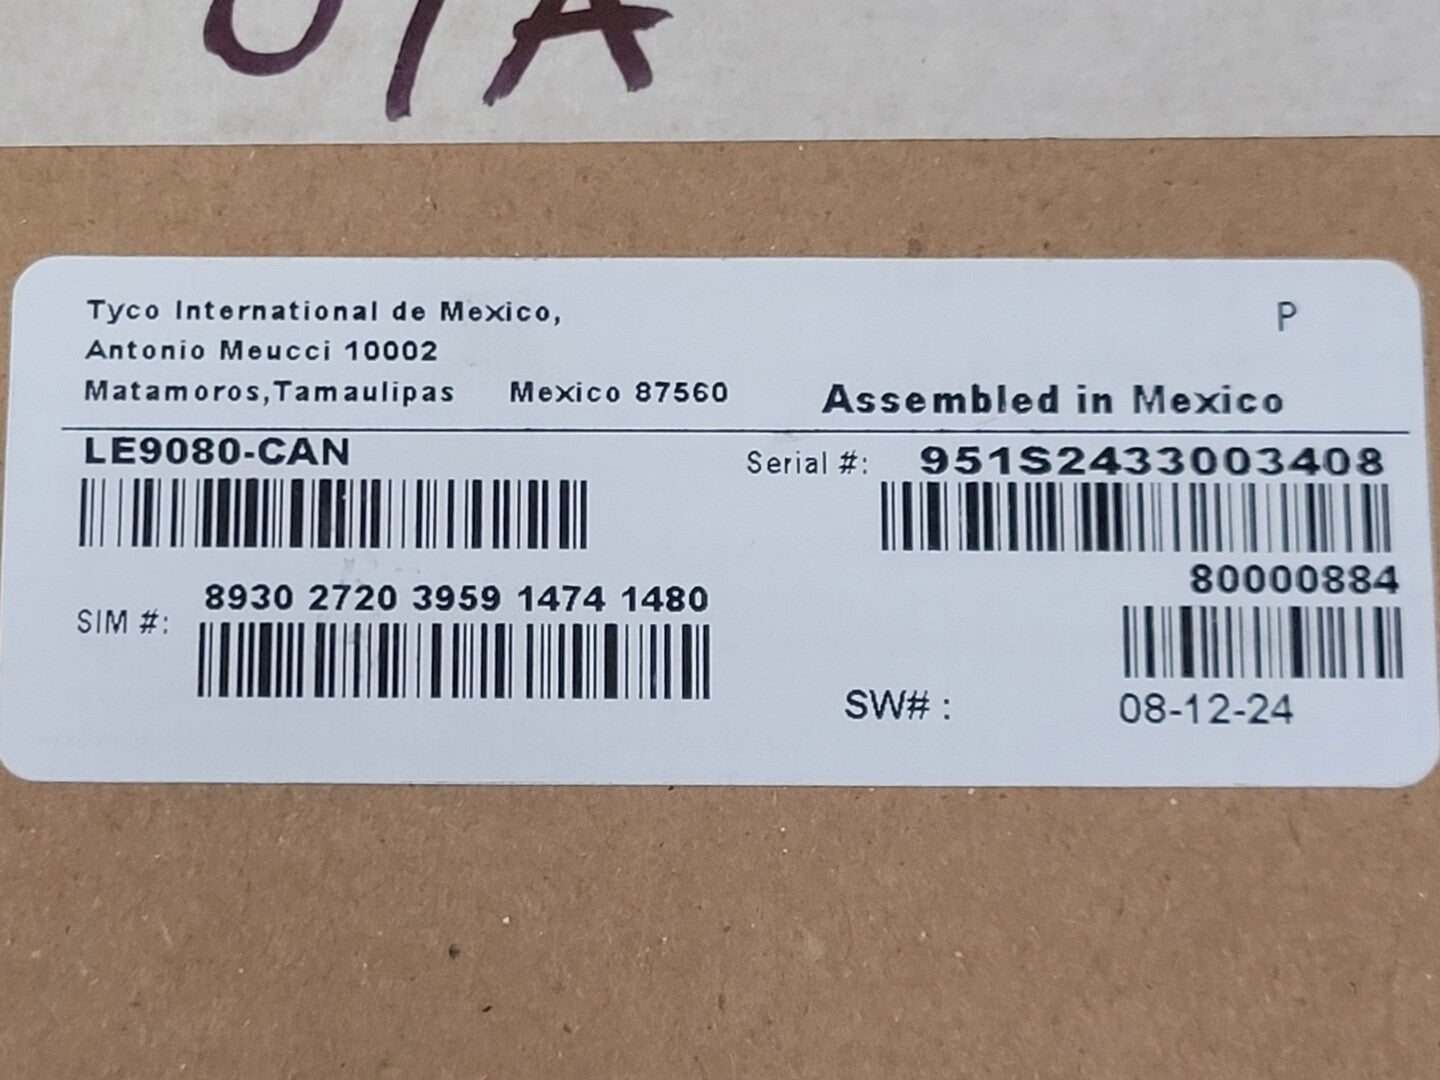 Tyco International de Mexico,
P
Antonio Meucci 10002
Matamoros,Tamaulipas Mexico 87560
Assembled in Mexico
LE9080-CAN
Serial #: 951S2433003408
80000884
SIM #: 8930 2720 3959 1474 1480
SW# : 08-12-24